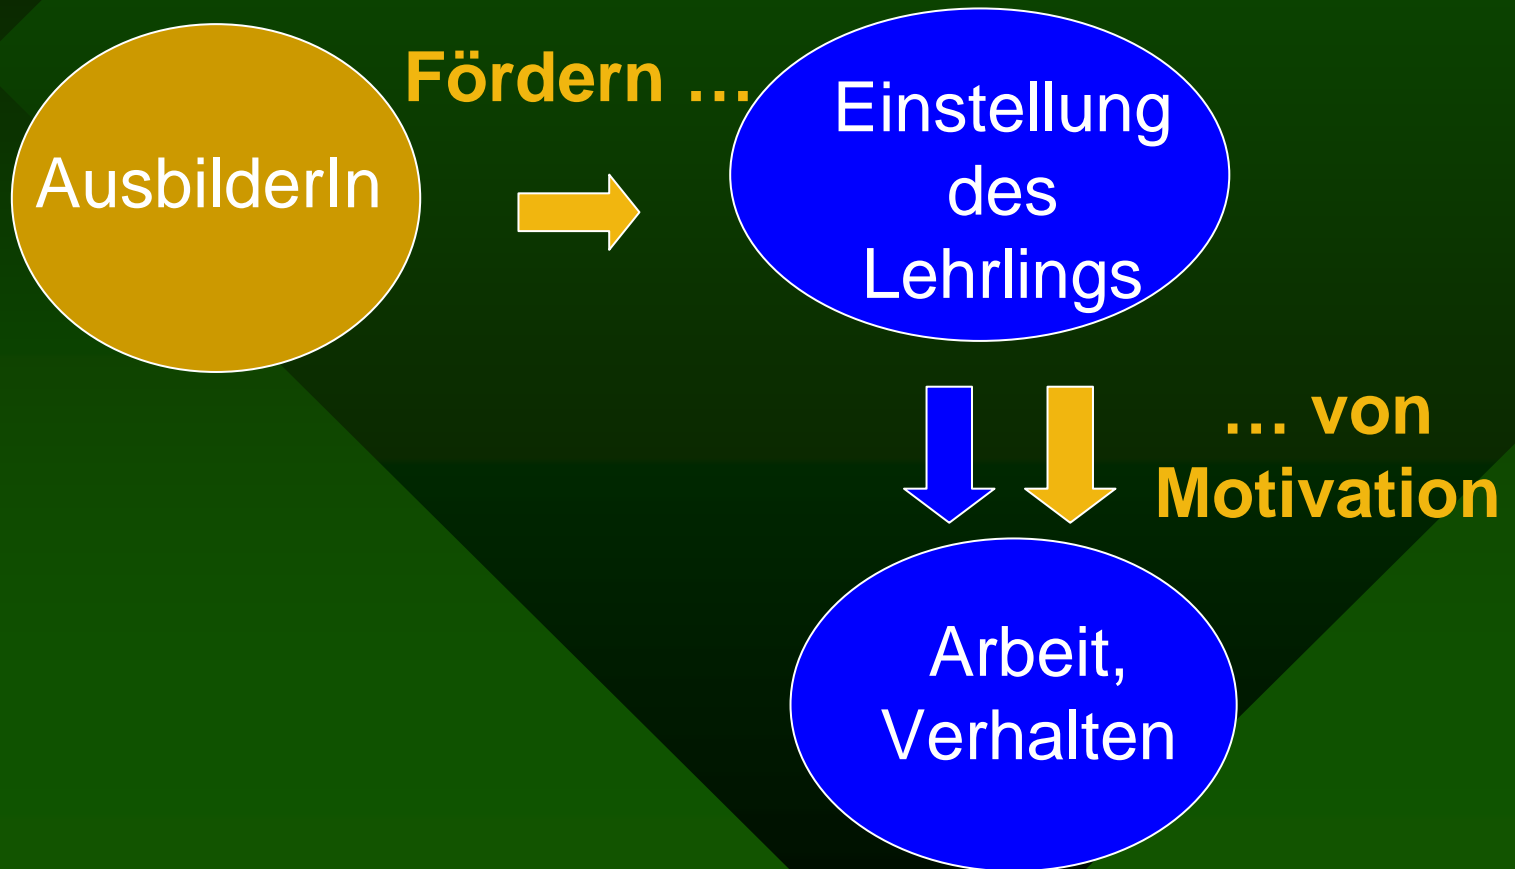 AusbilderIn
Fördern …
Einstellung
des
Lehrlings
… von
Motivation
Arbeit,
Verhalten